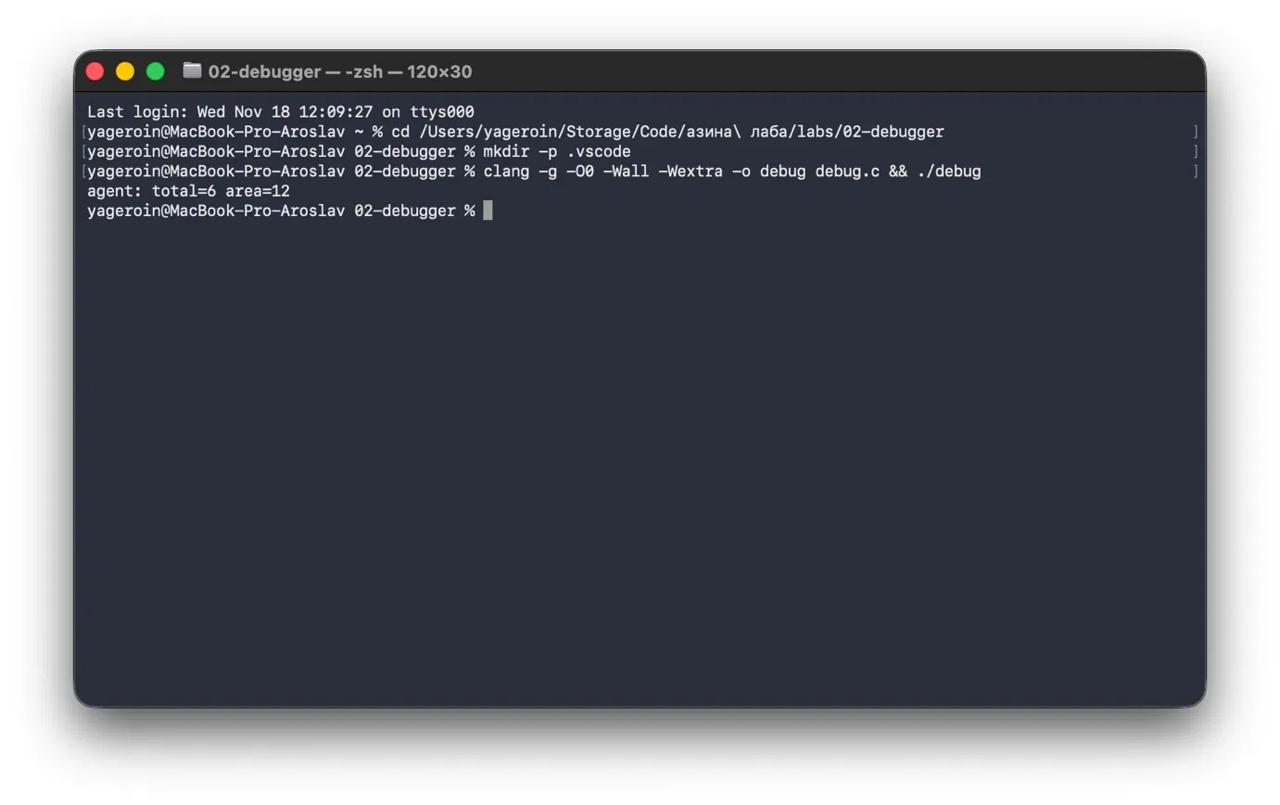 02-debugger — -zsh — 120×30
Last login: Wed Nov 18 12:09:27 on ttys000
[yageroin@MacBook-Pro-Aroslav ~ % cd /Users/yageroin/Storage/Code/азина\ лаба/labs/02-debugger ]
[yageroin@MacBook-Pro-Aroslav 02-debugger % mkdir -p .vscode ]
[yageroin@MacBook-Pro-Aroslav 02-debugger % clang -g -O0 -Wall -Wextra -o debug debug.c && ./debug ]
agent: total=6 area=12
yageroin@MacBook-Pro-Aroslav 02-debugger %